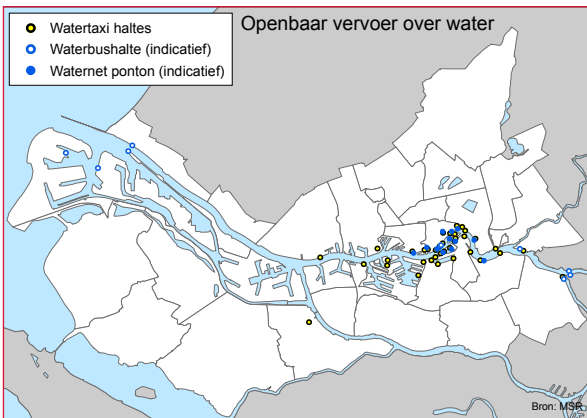 Openbaar vervoer over water
Watertaxi haltes
Waterbushalte (indicatief)
Waternet ponton (indicatief)
Bron: MSR